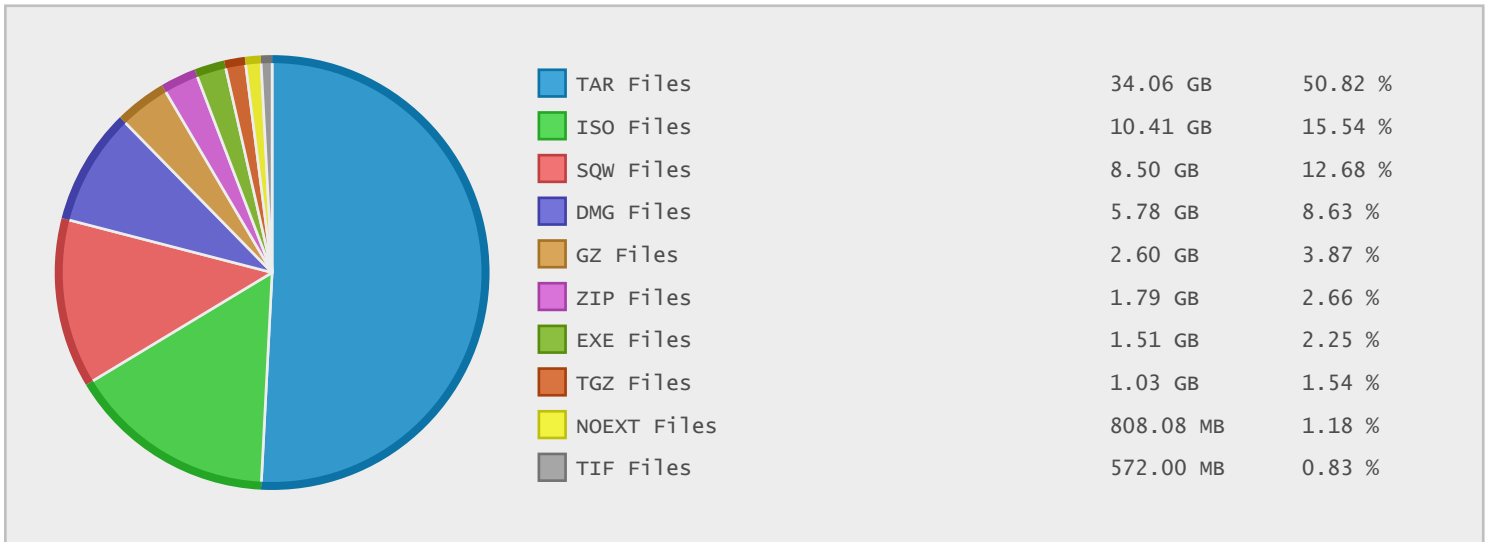 TAR Files 34.06 GB 50.82 %
ISO Files 10.41 GB 15.54 %
SQW Files 8.50 GB 12.68 %
DMG Files 5.78 GB 8.63 %
GZ Files 2.60 GB 3.87 %
ZIP Files 1.79 GB 2.66 %
EXE Files 1.51 GB 2.25 %
TGZ Files 1.03 GB 1.54 %
NOEXT Files 808.08 MB 1.18 %
TIF Files 572.00 MB 0.83 %